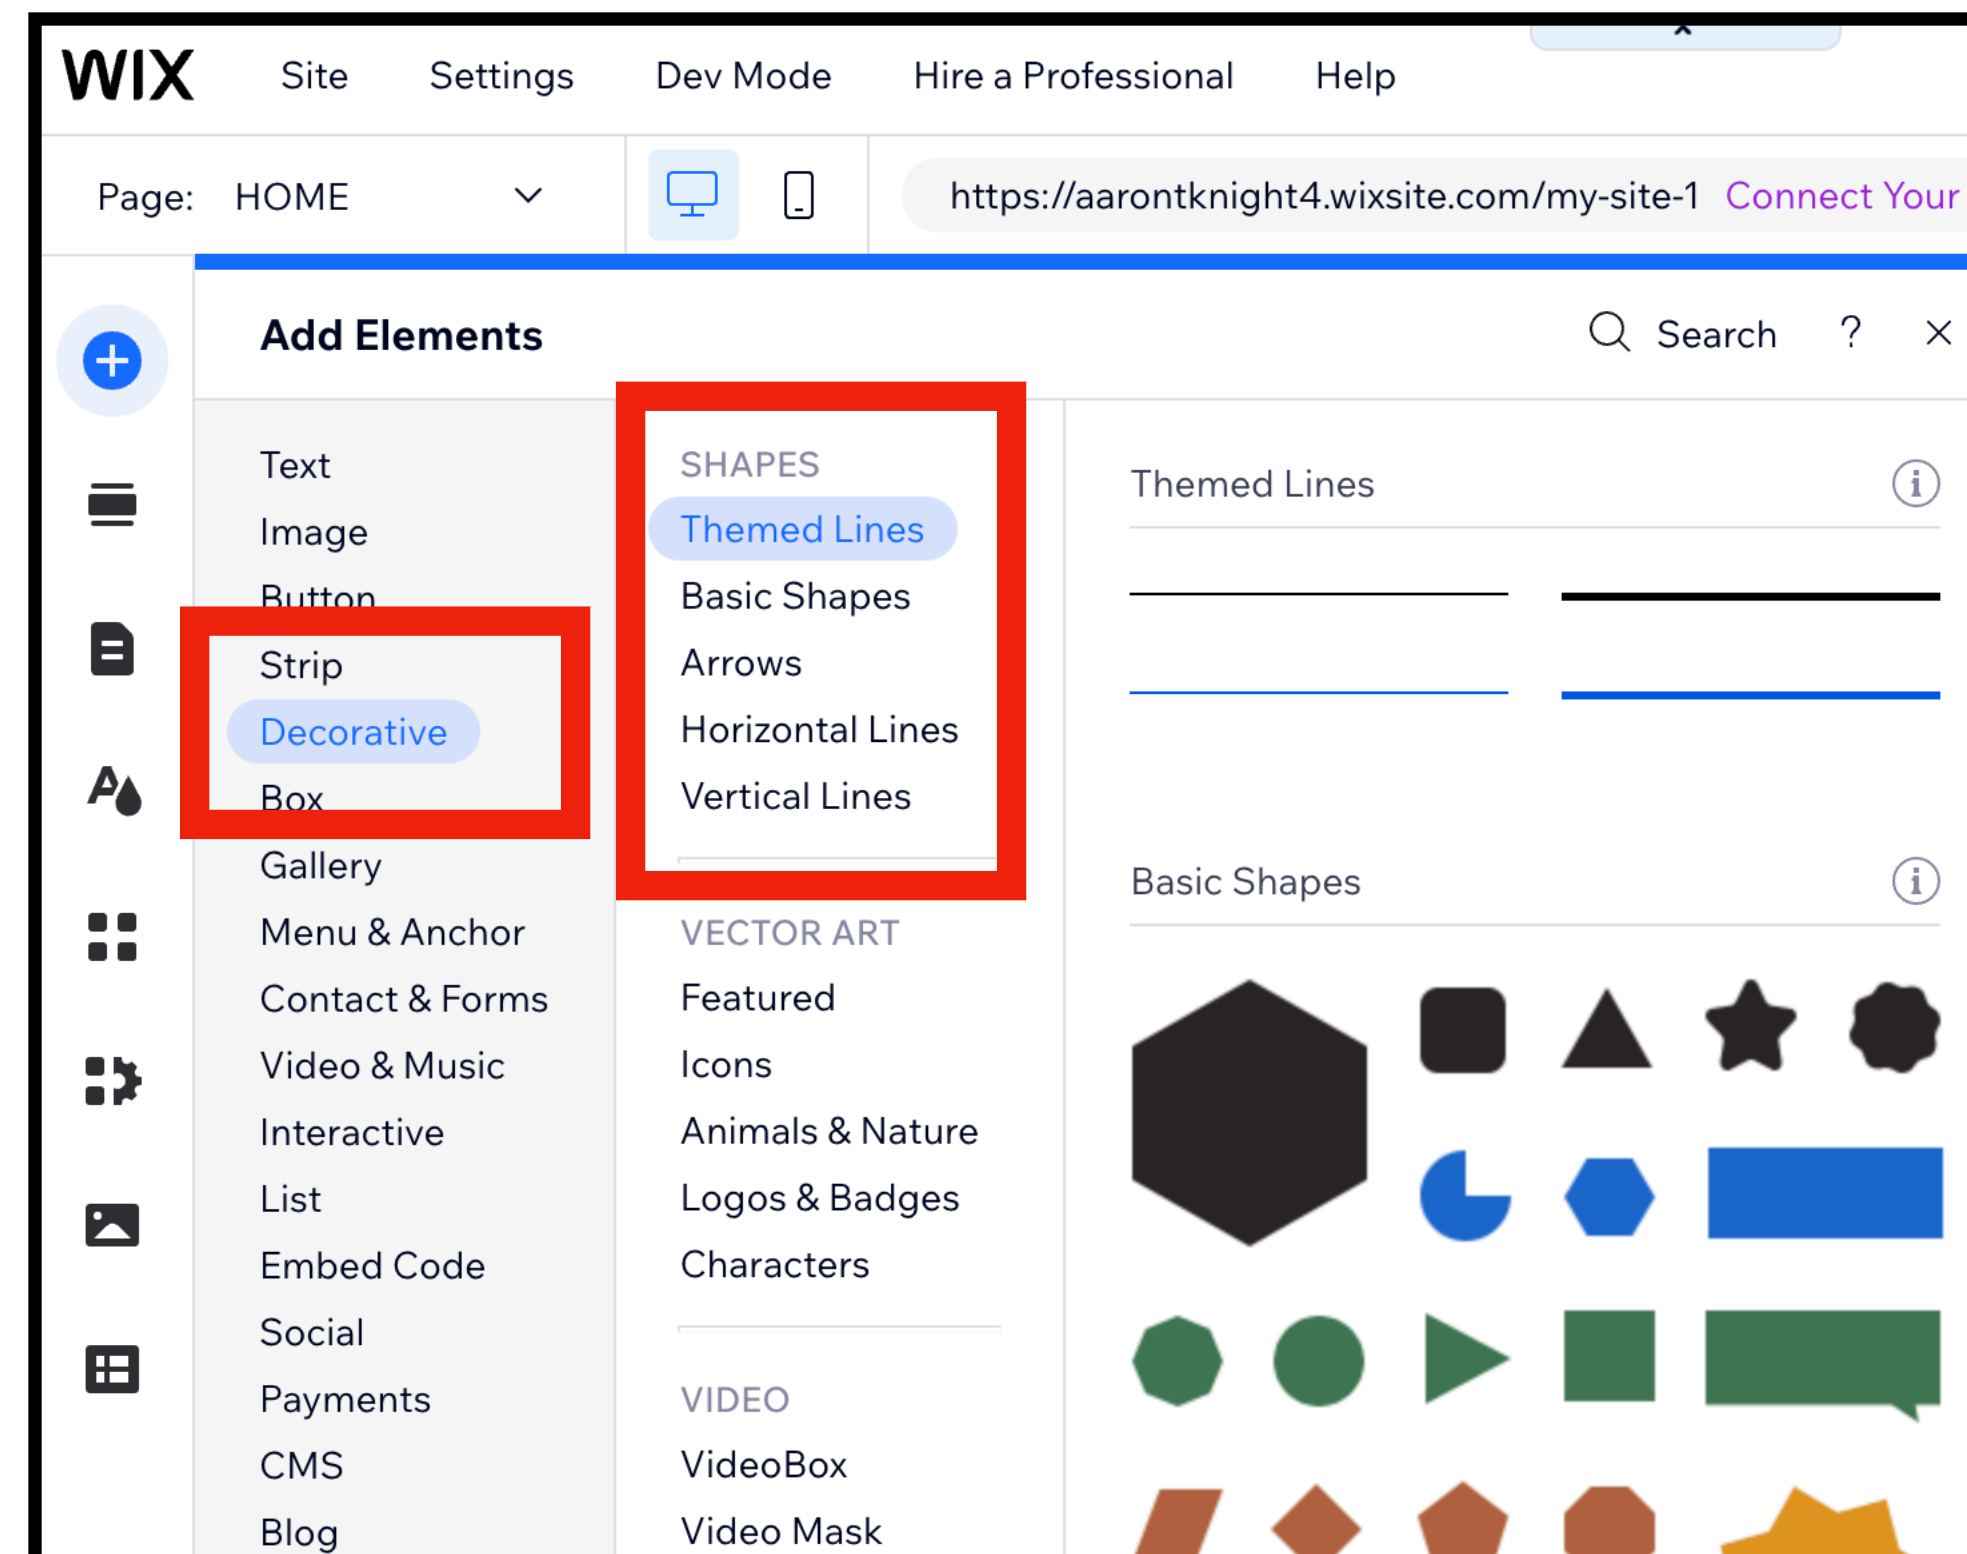 WIX Site Settings Dev Mode Hire a Professional Help
Page: HOME https://aarontknight4.wixsite.com/my-site-1 Connect Your
Add Elements Search ? 
Text
Image
Button
Strip
Decorative
Box
Gallery
Menu & Anchor
Contact & Forms
Video & Music
Interactive
List
Embed Code
Social
Payments
CMS
Blog
SHAPES
Themed Lines
Basic Shapes
Arrows
Horizontal Lines
Vertical Lines
VECTOR ART
Featured
Icons
Animals & Nature
Logos & Badges
Characters
VIDEO
VideoBox
Video Mask
Themed Lines
Basic Shapes